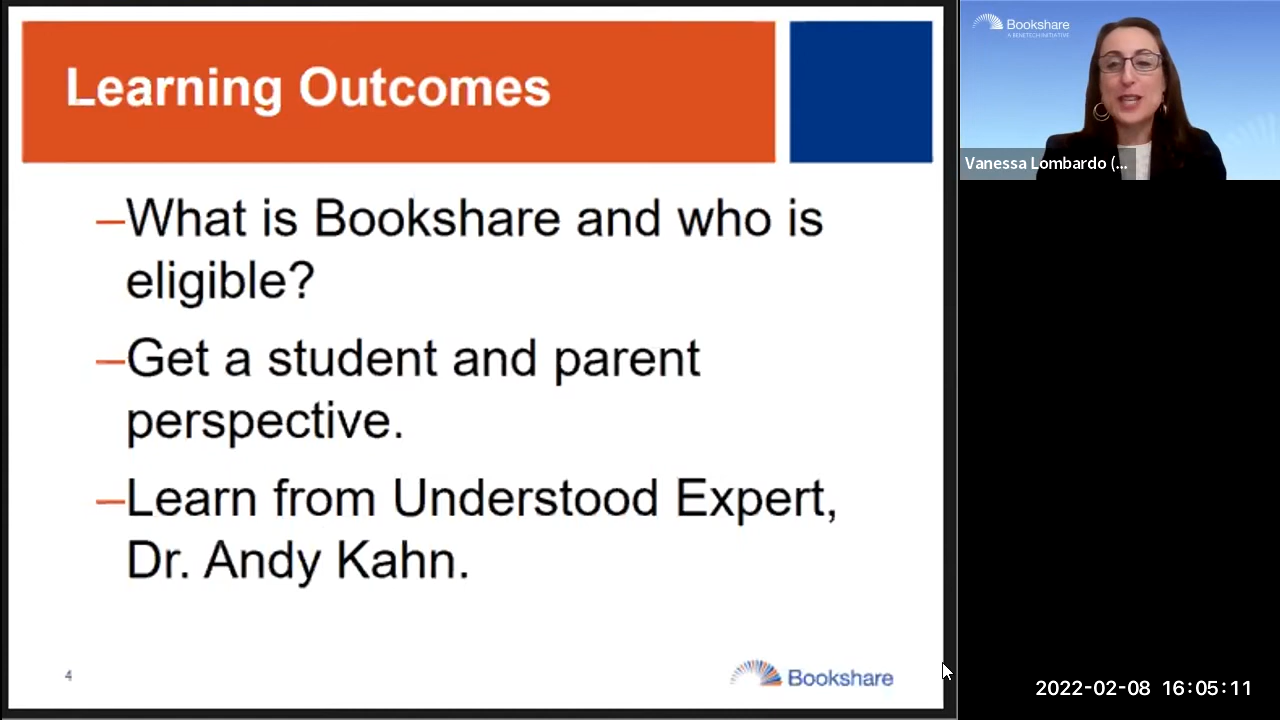 Learning Outcomes
–What is Bookshare and who is
eligible?
–Get a student and parent
perspective.
–Learn from Understood Expert,
Dr. Andy Kahn.
4
Bookshare
Bookshare
A BENETECH INITIATIVE
Vanessa Lombardo (...
2022-02-08 16:05:11